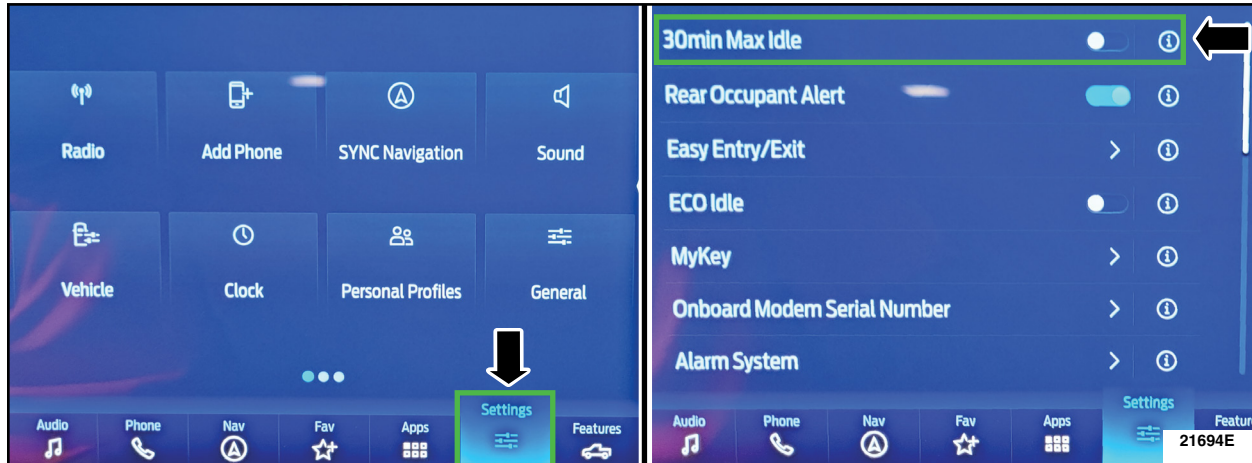 Radio
Add Phone
SYNC Navigation
Sound
Vehicle
Clock
Personal Profiles
General
Audio
Phone
Nav
Fav
Apps
Settings
Features
30min Max Idle
Rear Occupant Alert
Easy Entry/Exit
ECO Idle
MyKey
Onboard Modem Serial Number
Alarm System
Audio
Phone
Nav
Fav
Apps
Settings
Featur
21694E